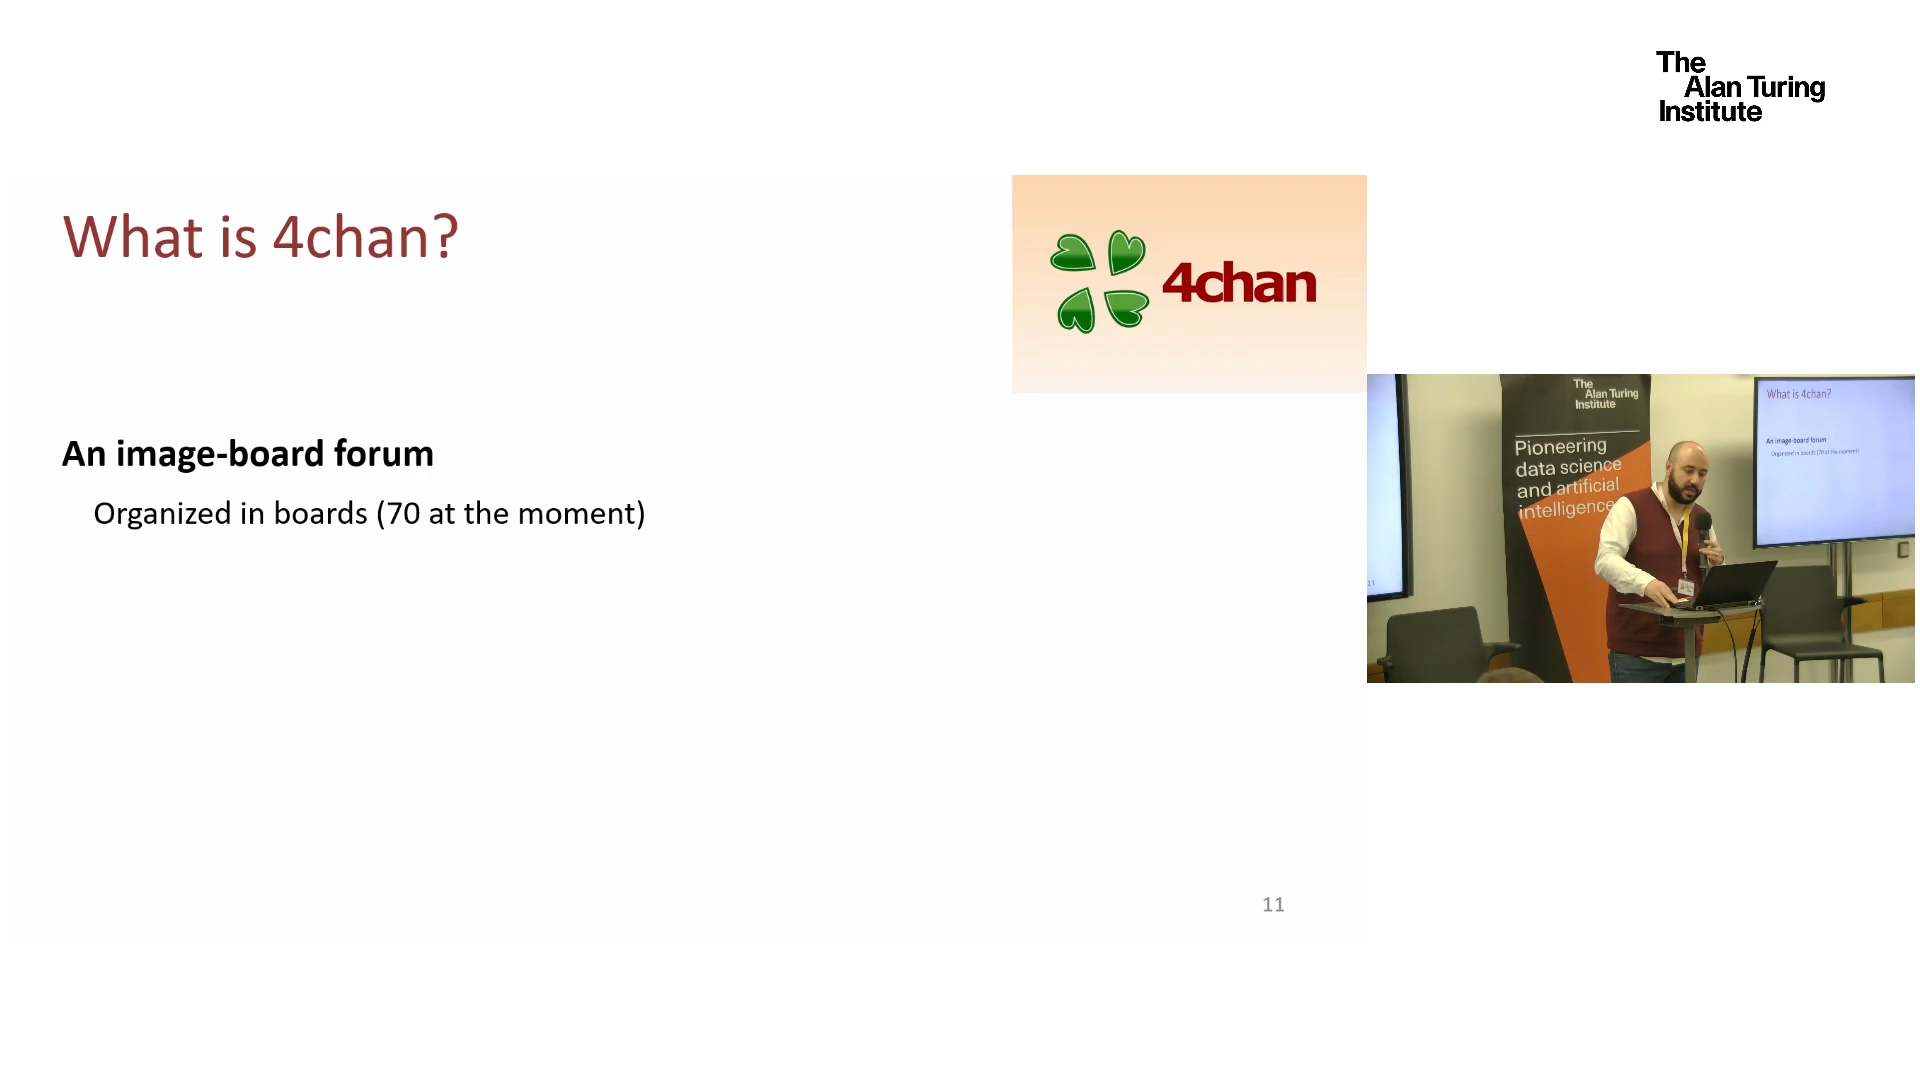 The
Alan Turing
Institute
What is 4chan?
4chan
An image-board forum
Organized in boards (70 at the moment)
11
The
Alan Turing
Institute
Pioneering
data science
and artificial
intelligence
What is 4chan?
An image-board forum
Organized in boards (70 at the moment)
11